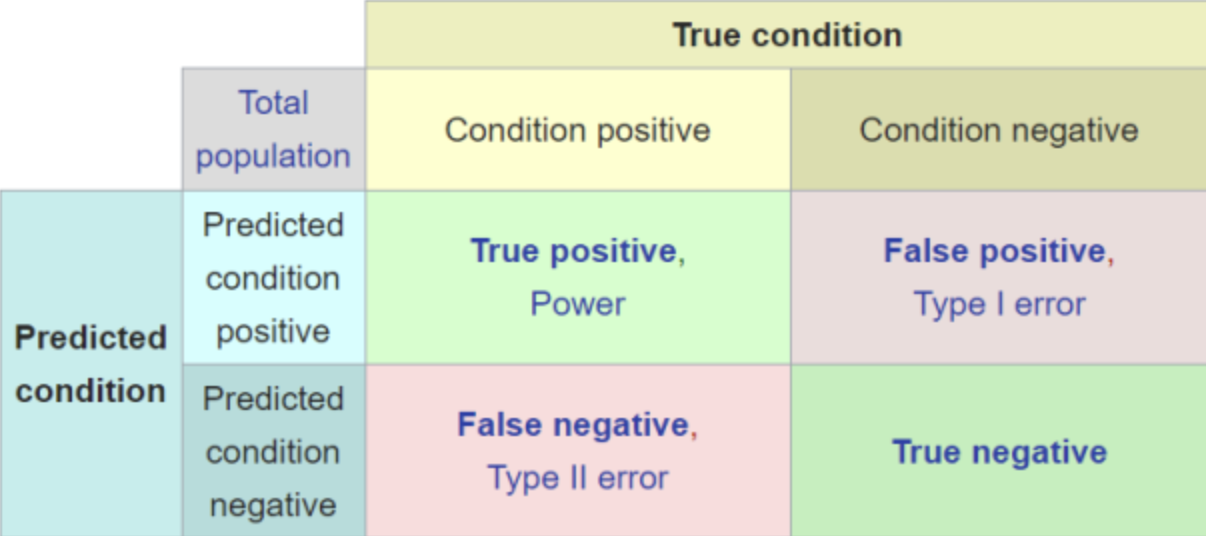 True condition
Total
population
Condition positive
Condition negative
Predicted
condition
Predicted
condition
positive
True positive,
Power
False positive,
Type I error
Predicted
condition
negative
False negative,
Type II error
True negative